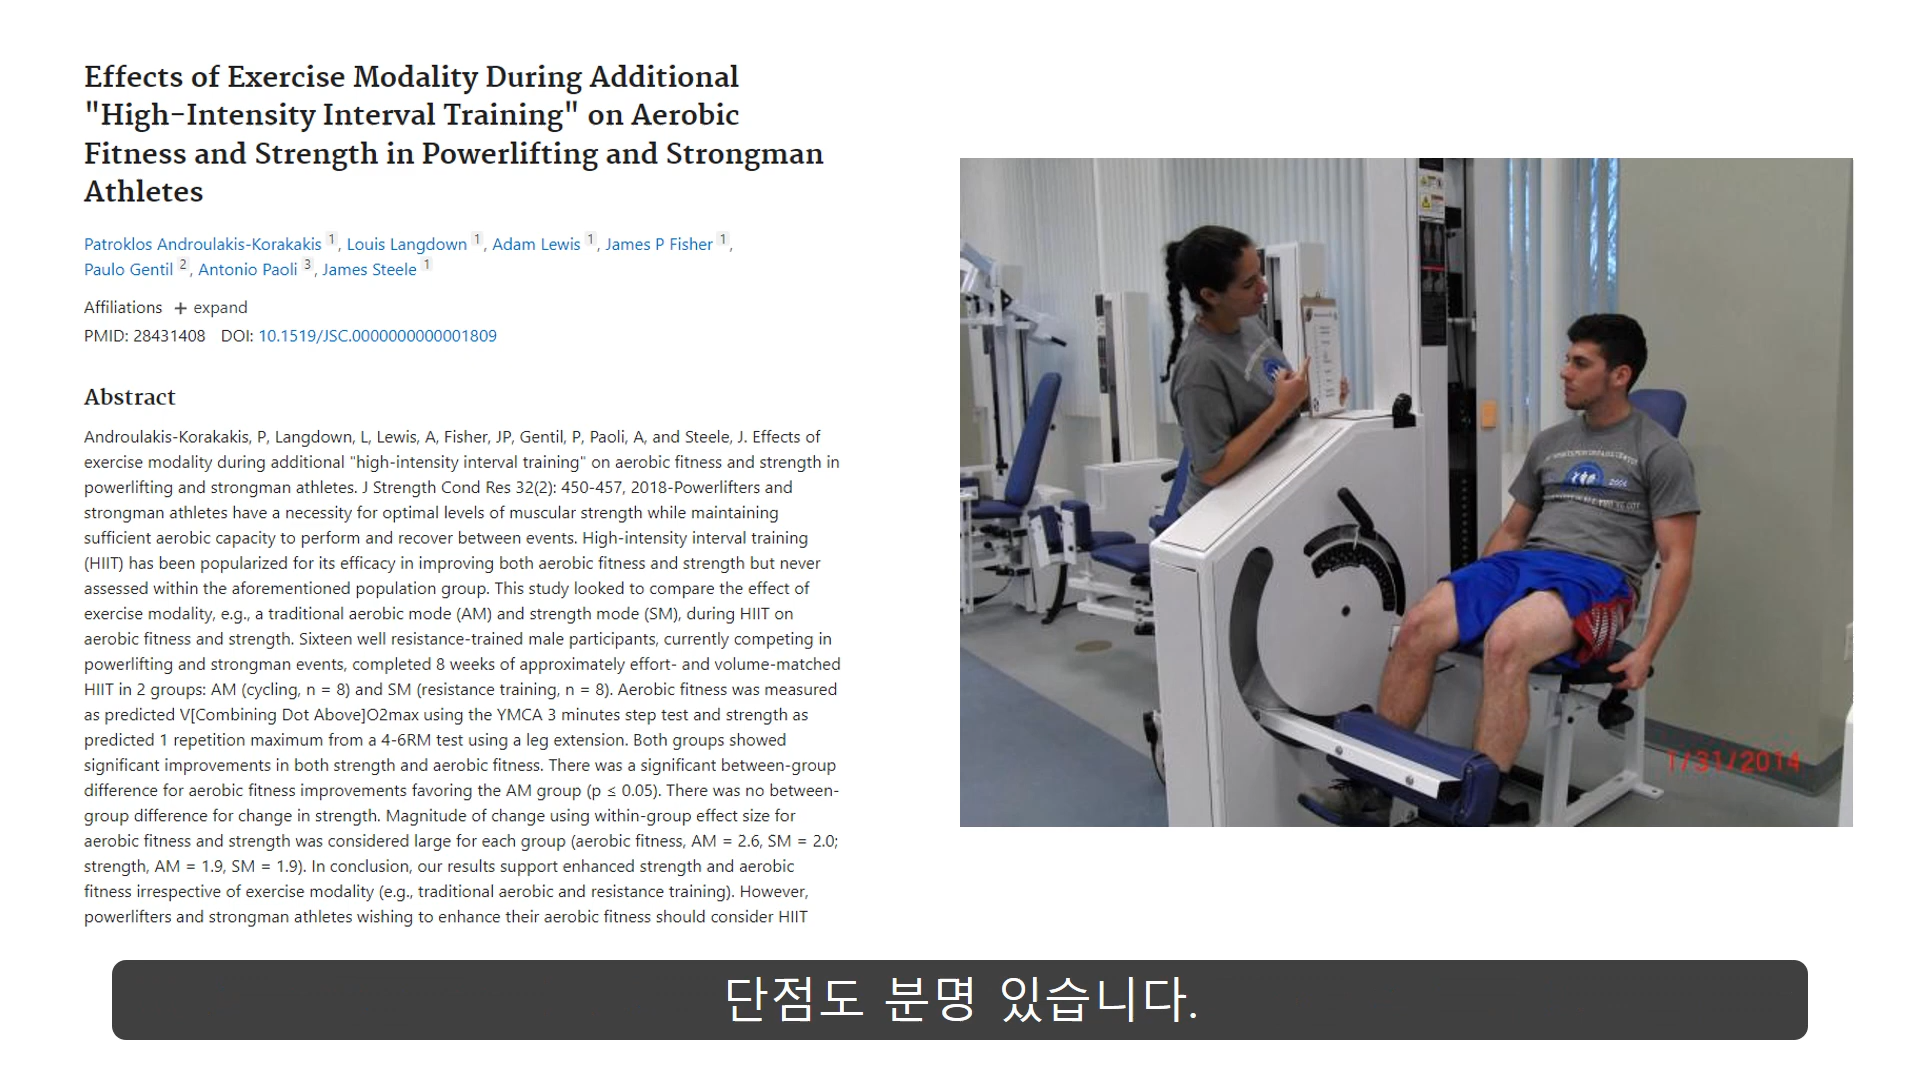 Effects of Exercise Modality During Additional
"High-Intensity Interval Training" on Aerobic
Fitness and Strength in Powerlifting and Strongman
Athletes
Patroklos Androulakis-Korakakis 1, Louis Langdown 1, Adam Lewis 1, James P Fisher 1,
Paulo Gentil 2, Antonio Paoli 3, James Steele 1
Affiliations + expand
PMID: 28431408 DOI: 10.1519/JSC.0000000000001809
Abstract
Androulakis-Korakakis, P, Langdown, L, Lewis, A, Fisher, JP, Gentil, P, Paoli, A, and Steele, J. Effects of
exercise modality during additional "high-intensity interval training" on aerobic fitness and strength in
powerlifting and strongman athletes. J Strength Cond Res 32(2): 450-457, 2018-Powerlifters and
strongman athletes have a necessity for optimal levels of muscular strength while maintaining
sufficient aerobic capacity to perform and recover between events. High-intensity interval training
(HIIT) has been popularized for its efficacy in improving both aerobic fitness and strength but never
assessed within the aforementioned population group. This study looked to compare the effect of
exercise modality, e.g., a traditional aerobic mode (AM) and strength mode (SM), during HIIT on
aerobic fitness and strength. Sixteen well resistance-trained male participants, currently competing in
powerlifting and strongman events, completed 8 weeks of approximately effort- and volume-matched
HIIT in 2 groups: AM (cycling, n = 8) and SM (resistance training, n = 8). Aerobic fitness was measured
as predicted V[Combining Dot Above]O2max using the YMCA 3 minutes step test and strength as
predicted 1 repetition maximum from a 4-6RM test using a leg extension. Both groups showed
significant improvements in both strength and aerobic fitness. There was a significant between-group
difference for aerobic fitness improvements favoring the AM group (p ≤ 0.05). There was no between-
group difference for change in strength. Magnitude of change using within-group effect size for
aerobic fitness and strength was considered large for each group (aerobic fitness, AM = 2.6, SM = 2.0;
strength, AM = 1.9, SM = 1.9). In conclusion, our results support enhanced strength and aerobic
fitness irrespective of exercise modality (e.g., traditional aerobic and resistance training). However,
powerlifters and strongman athletes wishing to enhance their aerobic fitness should consider HIIT
1/31/2014
단점도 분명 있습니다.